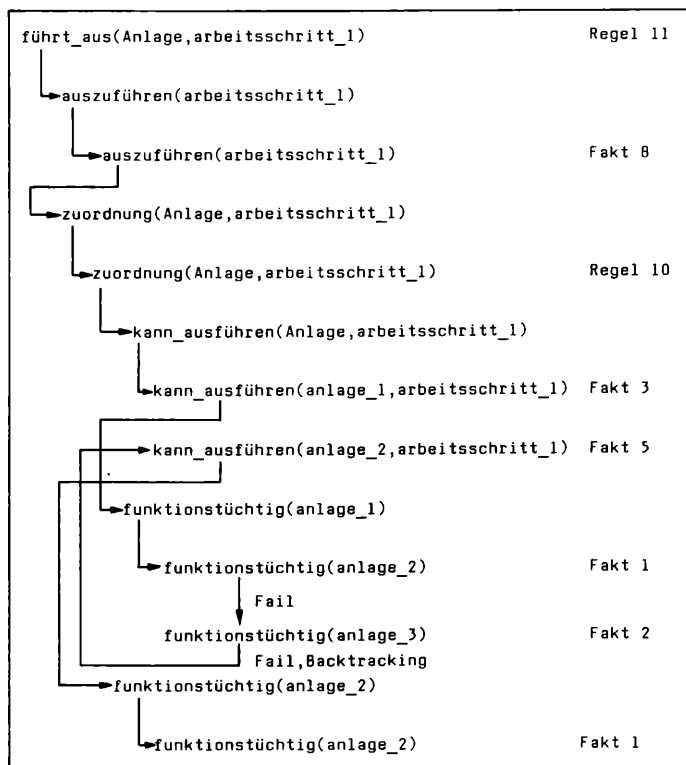 führt_aus(Anlage,arbeitsschritt_1) Regel 11
auszuführen(arbeitsschritt_1)
auszuführen(arbeitsschritt_1) Fakt 8
zuordnung(Anlage,arbeitsschritt_1)
zuordnung(Anlage,arbeitsschritt_1) Regel 10
kann_ausführen(Anlage,arbeitsschritt_1)
kann_ausführen(anlage_1,arbeitsschritt_1) Fakt 3
kann_ausführen(anlage_2,arbeitsschritt_1) Fakt 5
funktionstüchtig(anlage_1)
funktionstüchtig(anlage_2) Fakt 1
Fail
funktionstüchtig(anlage_3) Fakt 2
Fail,Backtracking
funktionstüchtig(anlage_2)
funktionstüchtig(anlage_2) Fakt 1